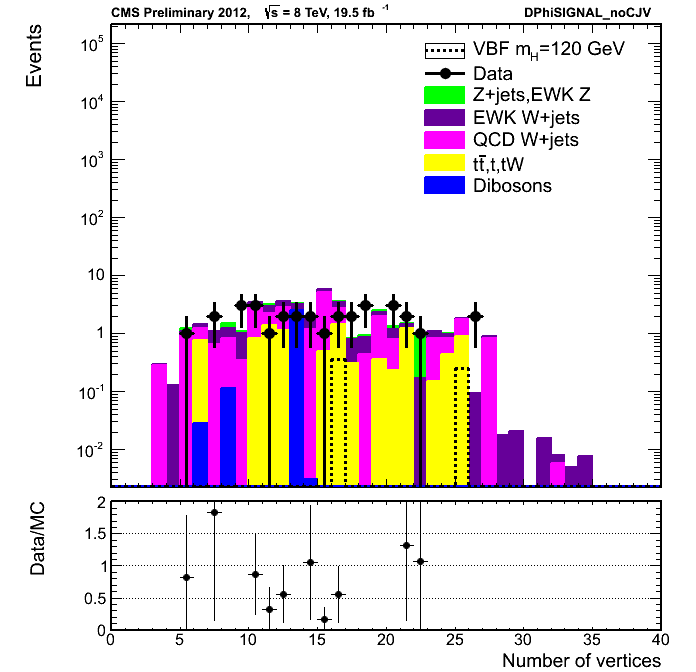 CMS Preliminary 2012, √s = 8 TeV, 19.5 fb⁻¹ DPhiSIGNAL_noCJV
Events
10⁵
10⁴
10³
10²
10
1
10⁻¹
10⁻²
VBF m_H=120 GeV
Data
Z+jets,EWK Z
EWK W+jets
QCD W+jets
tt̄,t,tW
Dibosons
Data/MC
2
1.5
1
0.5
0
0 5 10 15 20 25 30 35 40
Number of vertices